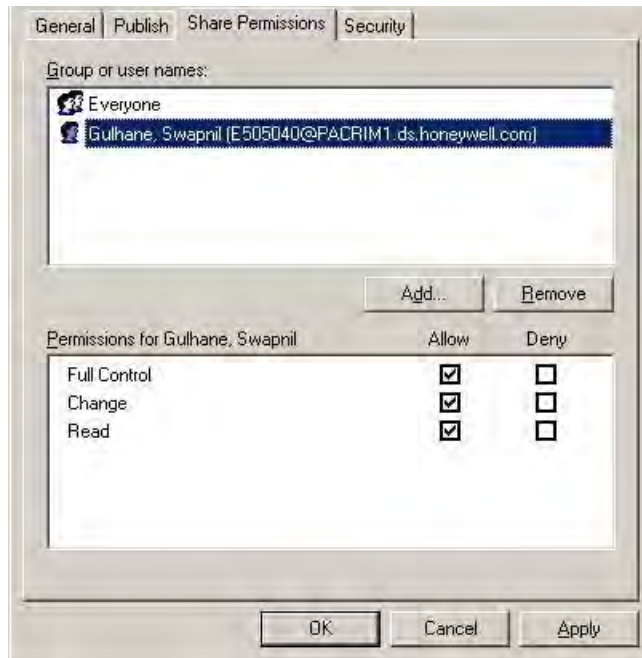 General Publish Share Permissions Security
Group or user names:
Everyone
Gulhane, Swapnil (E505040@PACRIM1.ds.honeywell.com)
Add... Remove
Permissions for Gulhane, Swapnil Allow Deny
Full Control
Change
Read
OK Cancel Apply